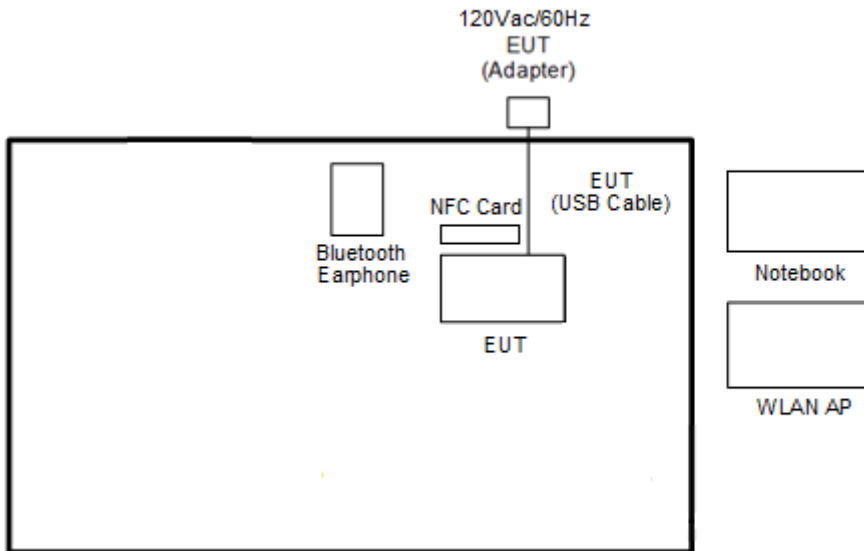 120Vac/60Hz
EUT
(Adapter)
EUT
(USB Cable)
NFC Card
Bluetooth
Earphone
EUT
Notebook
WLAN AP